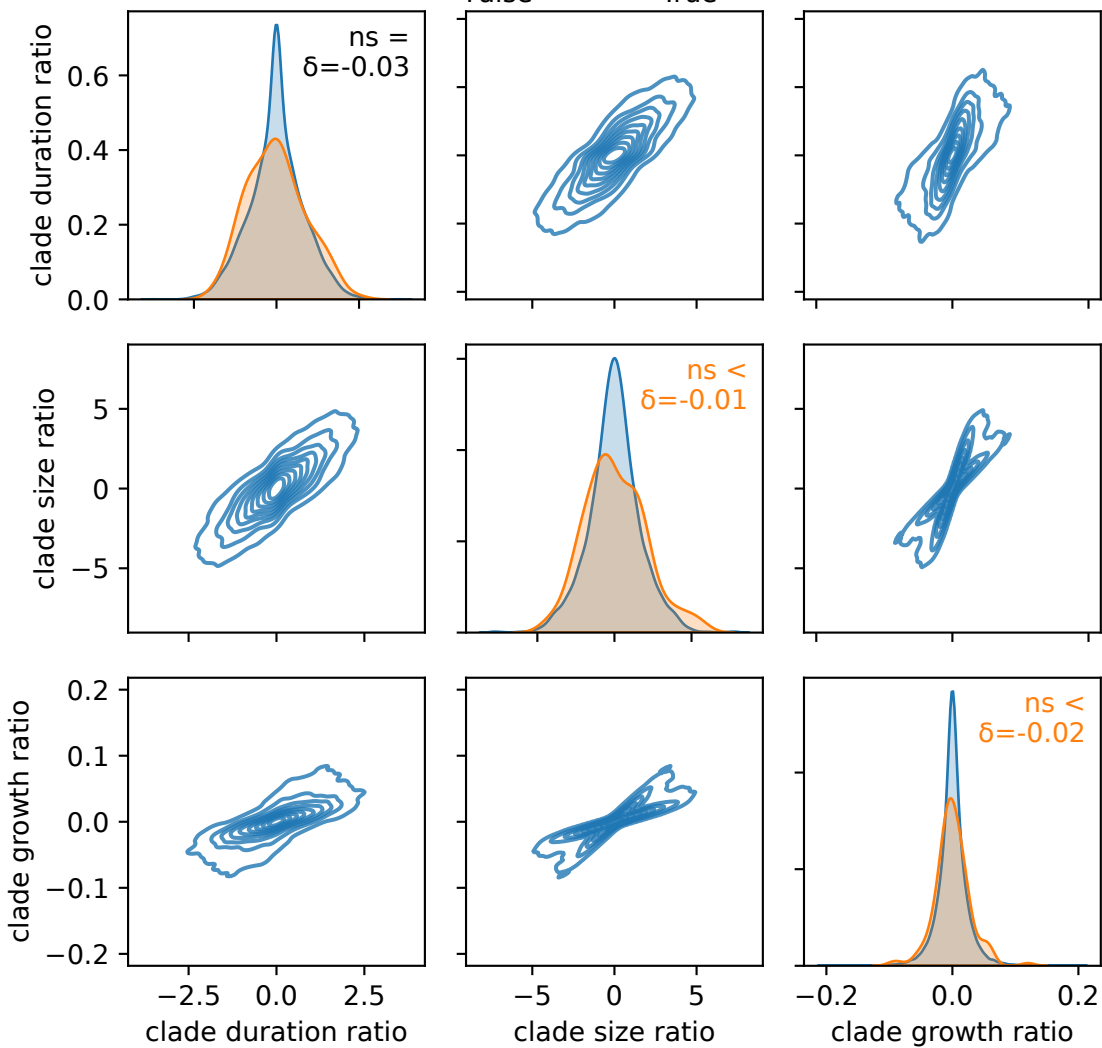 clade duration ratio
0.6
0.4
0.2
0.0
ns =
δ=-0.03
clade size ratio
5
0
−5
ns <
δ=-0.01
clade growth ratio
0.2
0.1
0.0
−0.1
−0.2
ns <
δ=-0.02
−2.5
0.0
2.5
−5
0
5
−0.2
0.0
0.2
clade duration ratio
clade size ratio
clade growth ratio